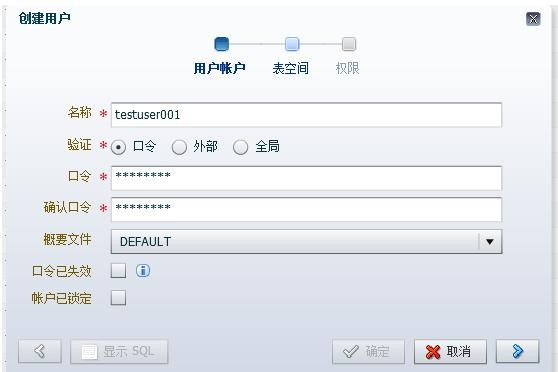 创建用户
用户帐户 表空间 权限
名称 * testuser001
验证 * 口令 外部 全局
口令 * ********
确认口令 * ********
概要文件 DEFAULT
口令已失效
帐户已锁定
显示 SQL 确定 取消